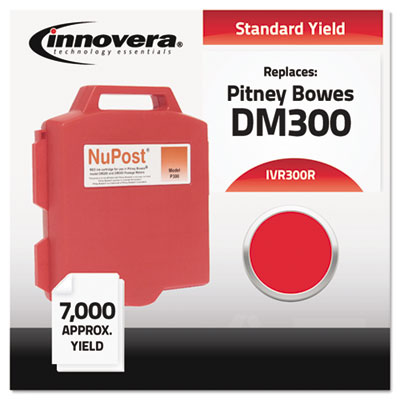 innovera®
technology essentials
Standard Yield
Replaces:
Pitney Bowes
DM300
IVR300R
NuPost®
Model
P300
7,000
APPROX.
YIELD